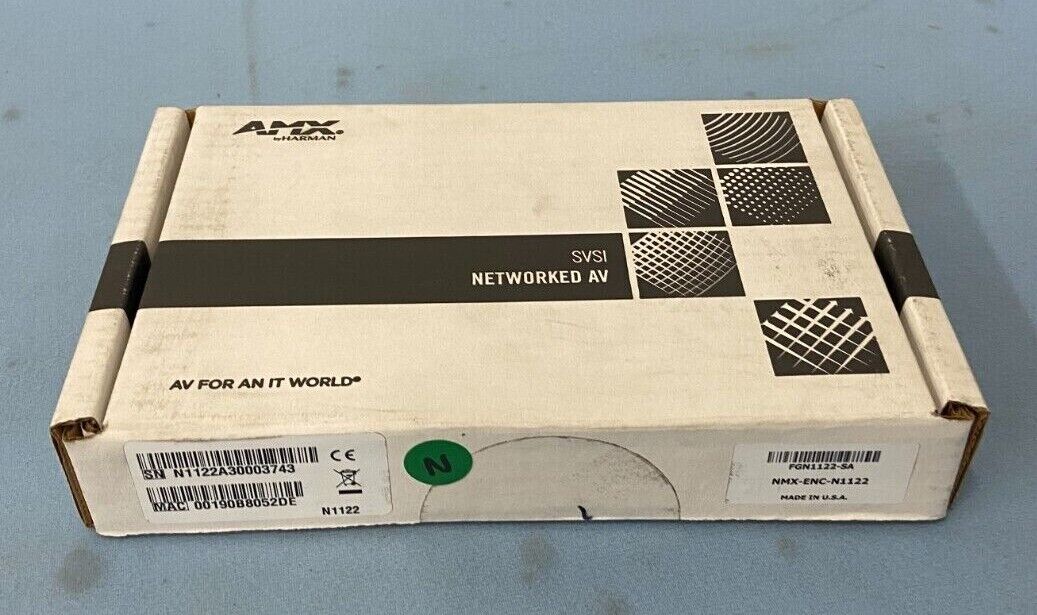 AMX®
by HARMAN
SVSI
NETWORKED AV
AV FOR AN IT WORLD®
SN N1122A30003743
CE
MAC 00190B8052DE
N1122
N
FGN1122-SA
NMX-ENC-N1122
MADE IN U.S.A.